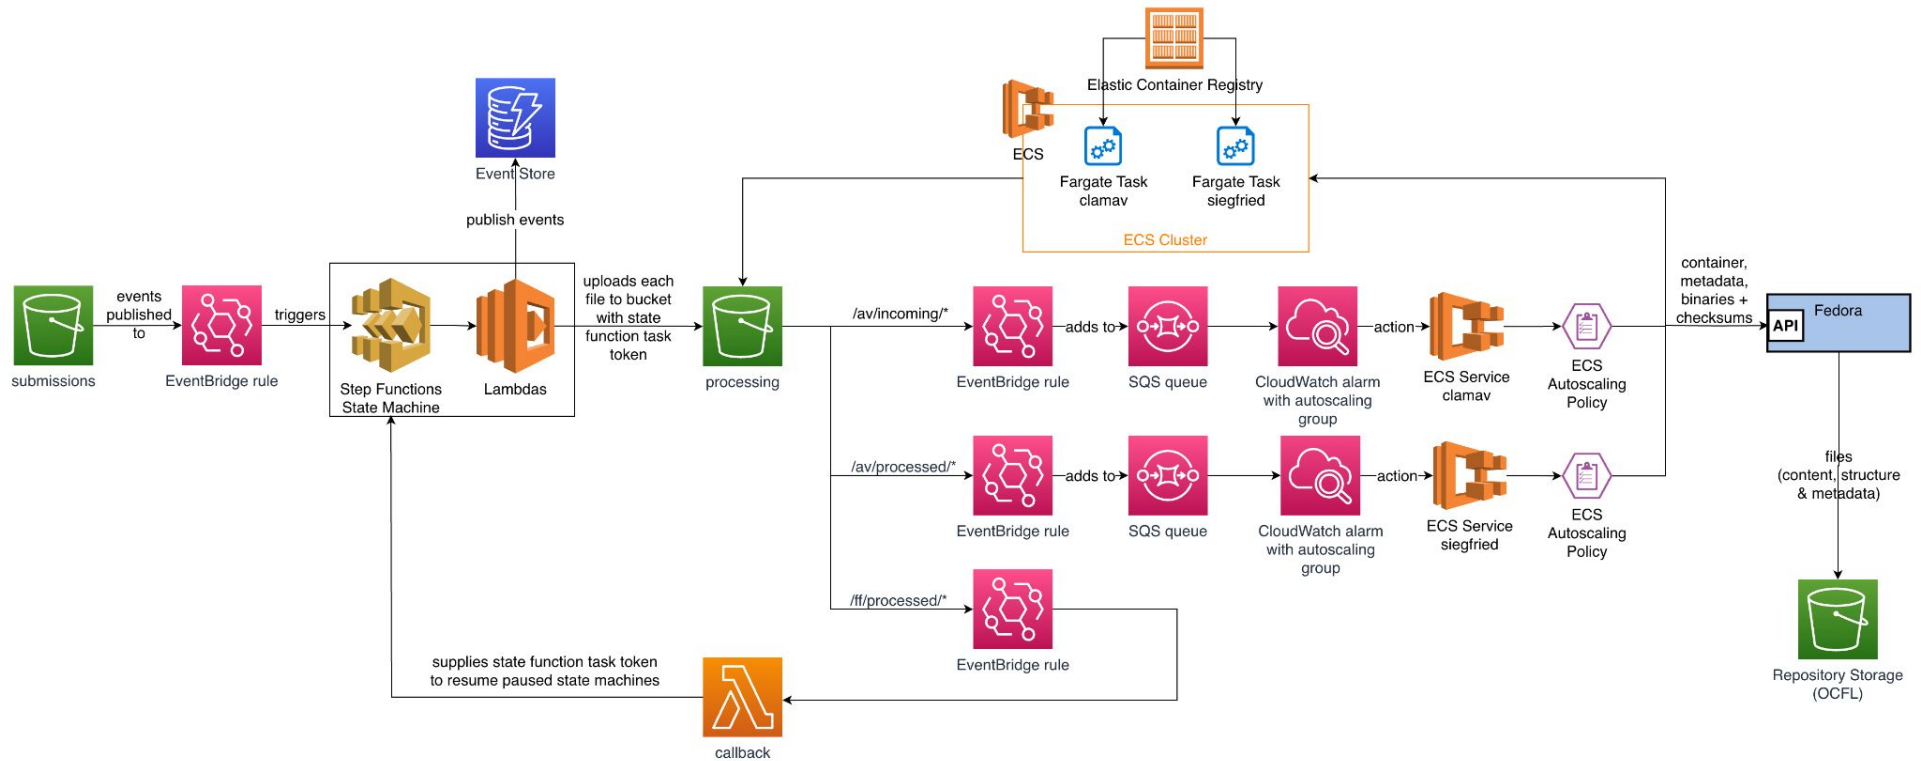 Elastic Container Registry
ECS
Fargate Task
clamav
Fargate Task
siegfried
ECS Cluster
Event Store
publish events
submissions
events
published
to
EventBridge rule
triggers
Step Functions
State Machine
Lambdas
uploads each
file to bucket
with state
function task
token
processing
/av/incoming/*
EventBridge rule
adds to
SQS queue
CloudWatch alarm
with autoscaling
group
action
ECS Service
clamav
ECS
Autoscaling
Policy
container,
metadata,
binaries +
checksums
API
Fedora
/av/processed/*
EventBridge rule
adds to
SQS queue
CloudWatch alarm
with autoscaling
group
action
ECS Service
siegfried
ECS
Autoscaling
Policy
files
(content, structure
& metadata)
/ff/processed/*
EventBridge rule
supplies state function task token
to resume paused state machines
callback
Repository Storage
(OCFL)